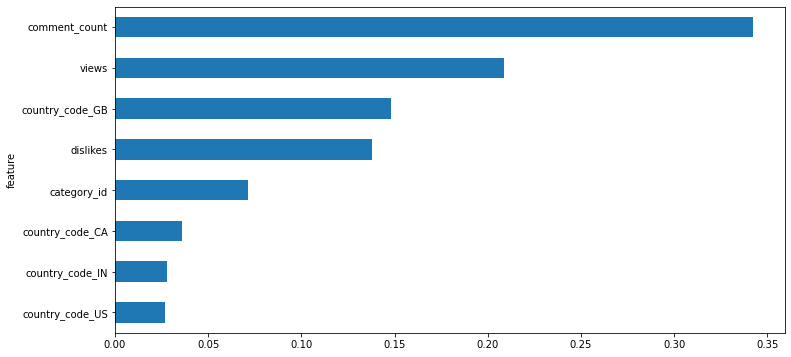 comment_count
views
country_code_GB
dislikes
category_id
country_code_CA
country_code_IN
country_code_US
feature
0.00 0.05 0.10 0.15 0.20 0.25 0.30 0.35